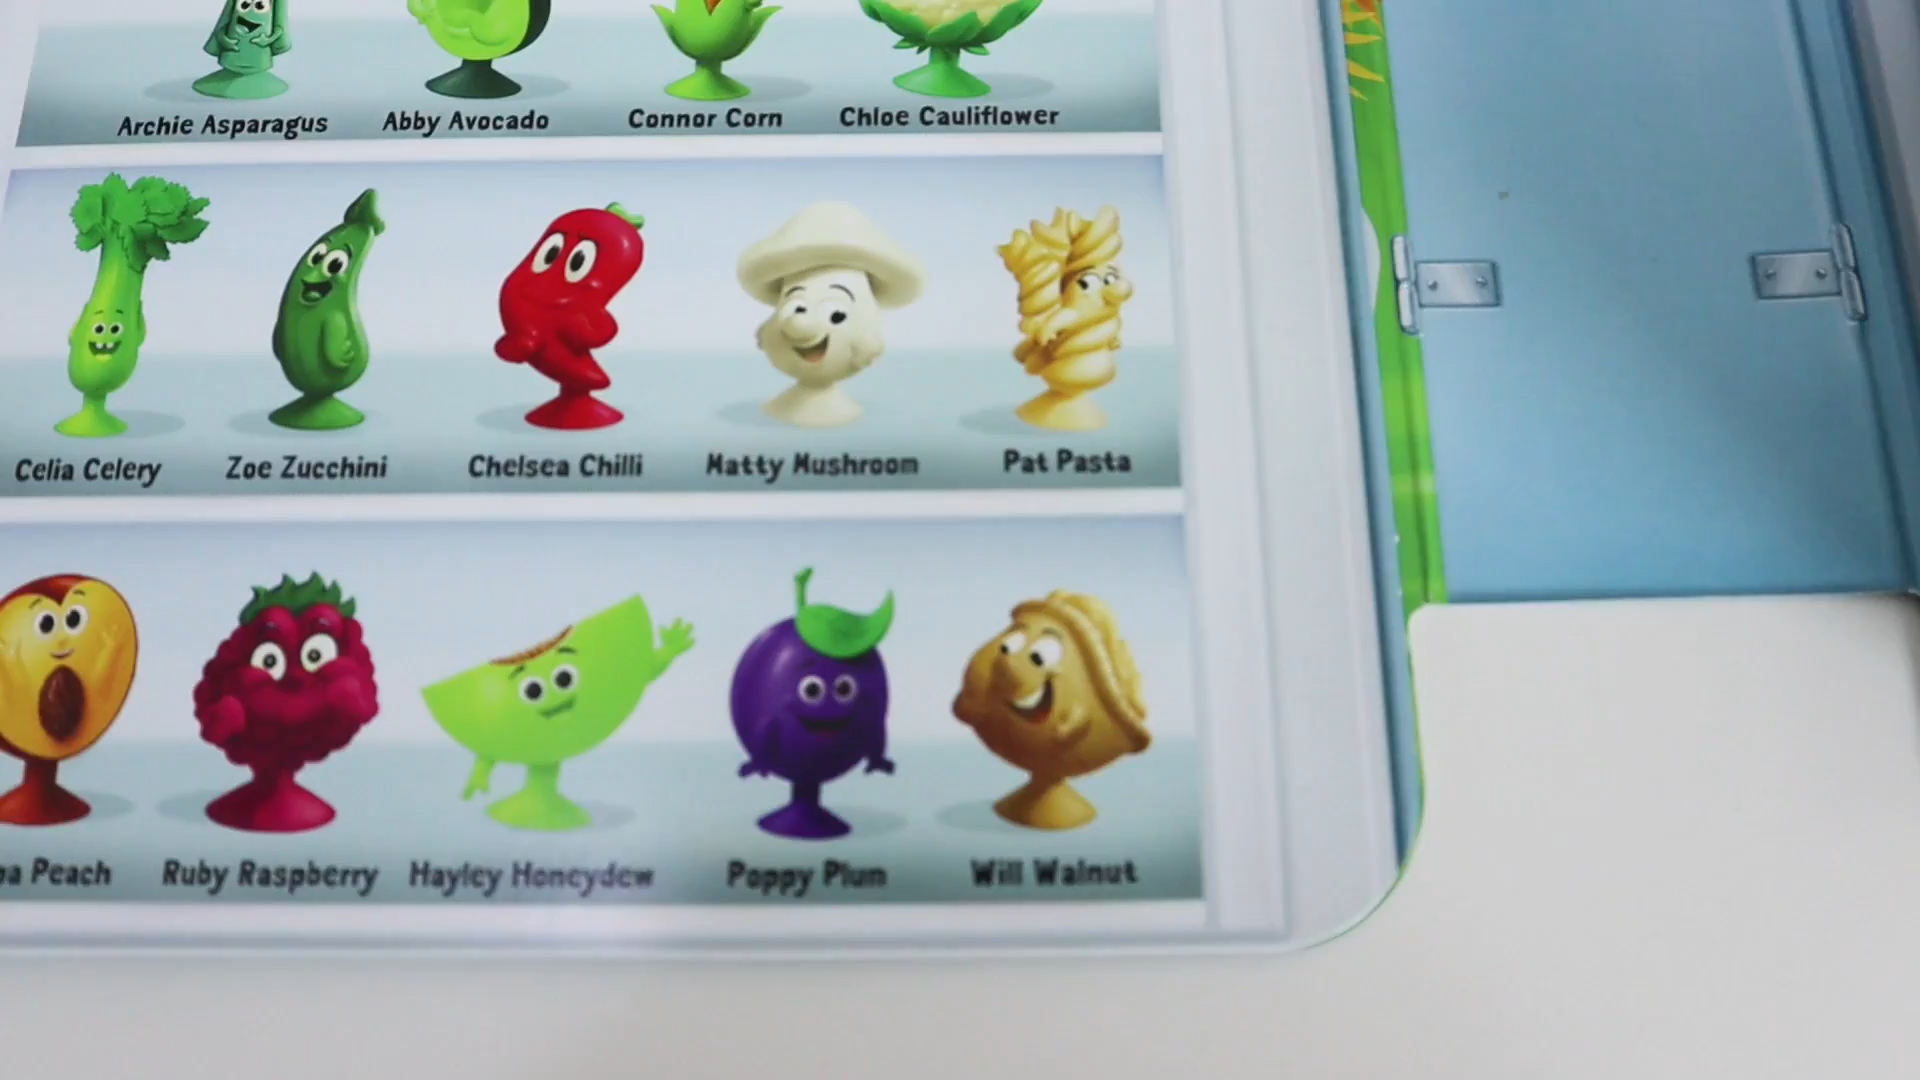 Archie Asparagus
Abby Avocado
Connor Corn
Chloe Cauliflower
Celia Celery
Zoe Zucchini
Chelsea Chilli
Matty Mushroom
Pat Pasta
Peach
Ruby Raspberry
Hayley Honeydew
Poppy Plum
Will Walnut